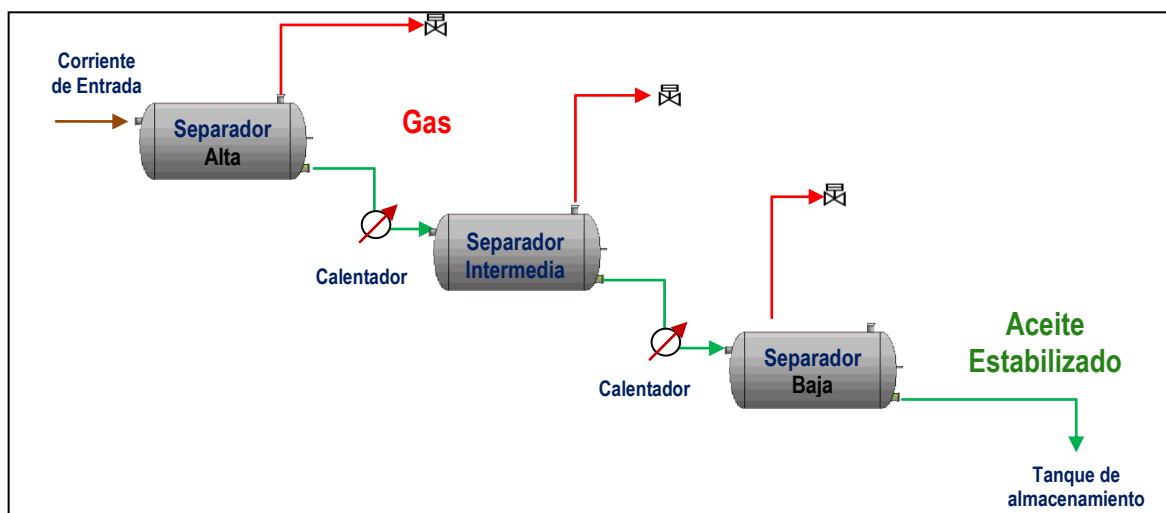 Corriente
de Entrada
Separador
Alta
Gas
Calentador
Separador
Intermedia
Calentador
Separador
Baja
Aceite
Estabilizado
Tanque de
almacenamiento